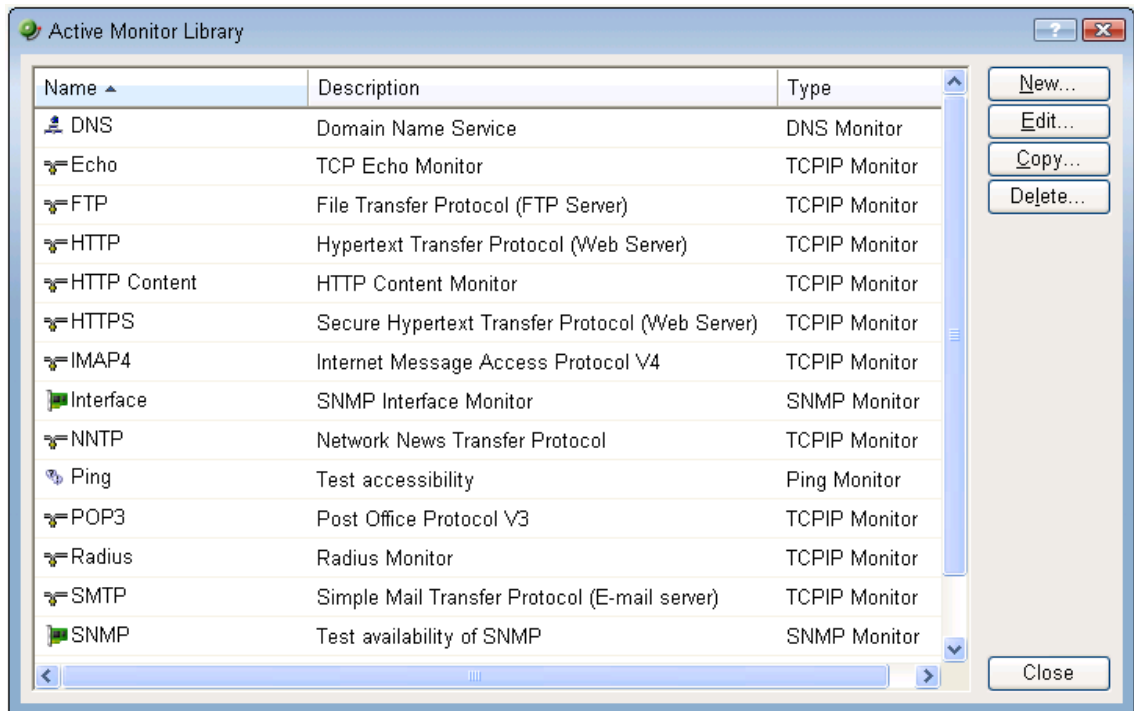 Active Monitor Library
Name Description Type
DNS Domain Name Service DNS Monitor
Echo TCP Echo Monitor TCPIP Monitor
FTP File Transfer Protocol (FTP Server) TCPIP Monitor
HTTP Hypertext Transfer Protocol (Web Server) TCPIP Monitor
HTTP Content HTTP Content Monitor TCPIP Monitor
HTTPS Secure Hypertext Transfer Protocol (Web Server) TCPIP Monitor
IMAP4 Internet Message Access Protocol V4 TCPIP Monitor
Interface SNMP Interface Monitor SNMP Monitor
NNTP Network News Transfer Protocol TCPIP Monitor
Ping Test accessibility Ping Monitor
POP3 Post Office Protocol V3 TCPIP Monitor
Radius Radius Monitor TCPIP Monitor
SMTP Simple Mail Transfer Protocol (E-mail server) TCPIP Monitor
SNMP Test availability of SNMP SNMP Monitor
New...
Edit...
Copy...
Delete...
Close